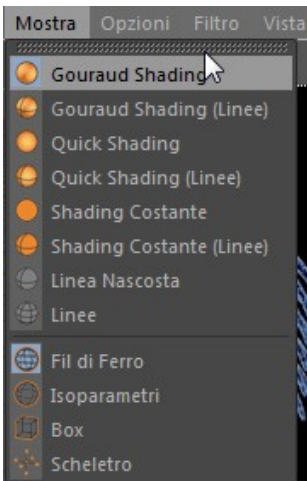 Mostra Opzioni Filtro Vista
Gouraud Shading
Gouraud Shading (Linee)
Quick Shading
Quick Shading (Linee)
Shading Costante
Shading Costante (Linee)
Linea Nascosta
Linee
Fil di Ferro
Isoparametri
Box
Scheletro